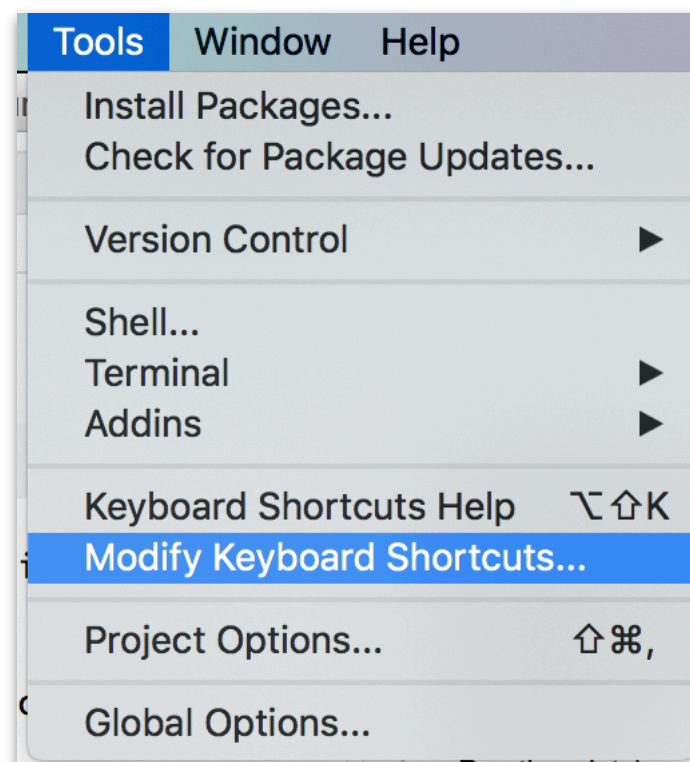 Tools Window Help
Install Packages...
Check for Package Updates...
Version Control ▶
Shell...
Terminal ▶
Addins ▶
Keyboard Shortcuts Help ⌥⇧K
Modify Keyboard Shortcuts...
Project Options... ⇧⌘,
Global Options...